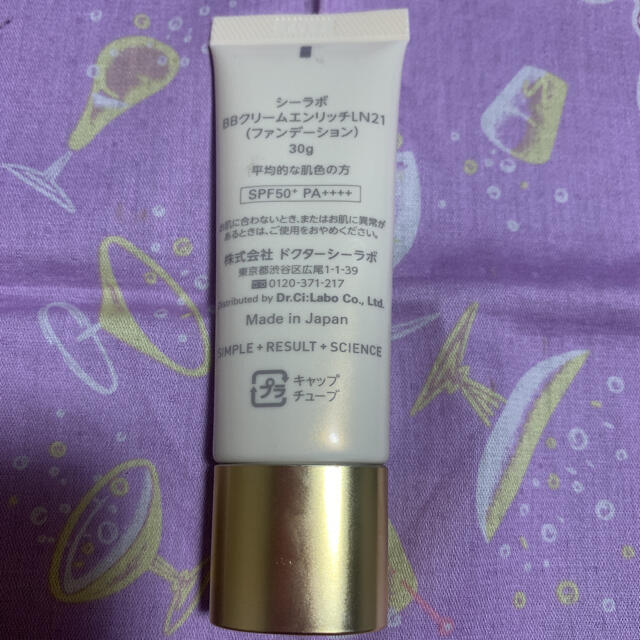 シーラボ
BBクリームエンリッチLN21
(ファンデーション)
30g
平均的な肌色の方
SPF50+ PA++++
お肌に合わないとき、またはお肌に異常が
あるときは、ご使用をおやめください。
株式会社 ドクターシーラボ
東京都渋谷区広尾1-1-39
0120-371-217
Distributed by Dr.Ci:Labo Co., Ltd.
Made in Japan
SIMPLE + RESULT + SCIENCE
プラ
キャップ
チューブ